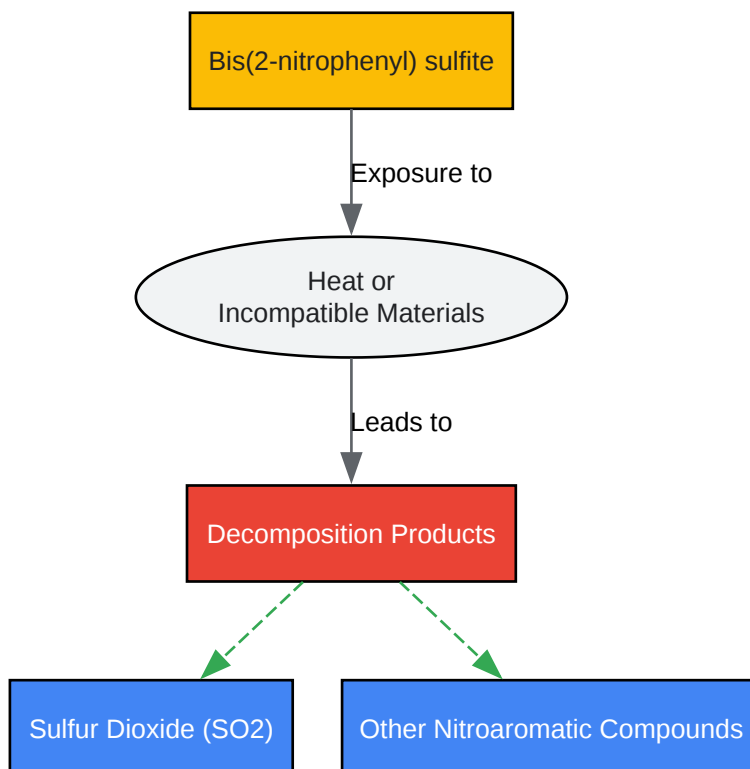 Bis(2-nitrophenyl) sulfite
Exposure to
Heat or
Incompatible Materials
Leads to
Decomposition Products
Sulfur Dioxide (SO2)
Other Nitroaromatic Compounds